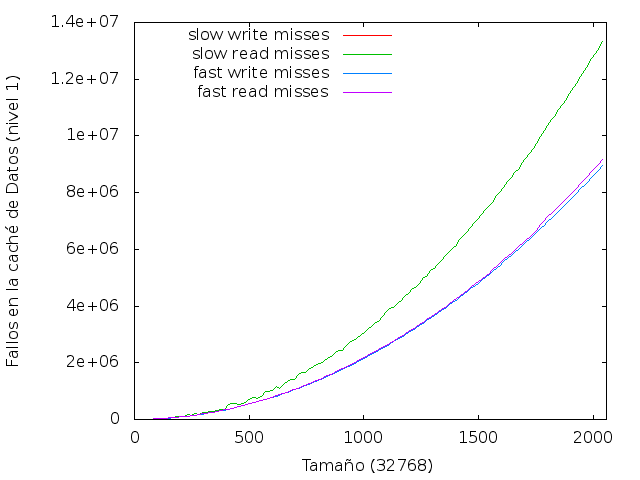 1.4e+07
1.2e+07
1e+07
8e+06
6e+06
4e+06
2e+06
0
Fallos en la caché de Datos (nivel 1)
slow write misses
slow read misses
fast write misses
fast read misses
0 500 1000 1500 2000
Tamaño (32768)